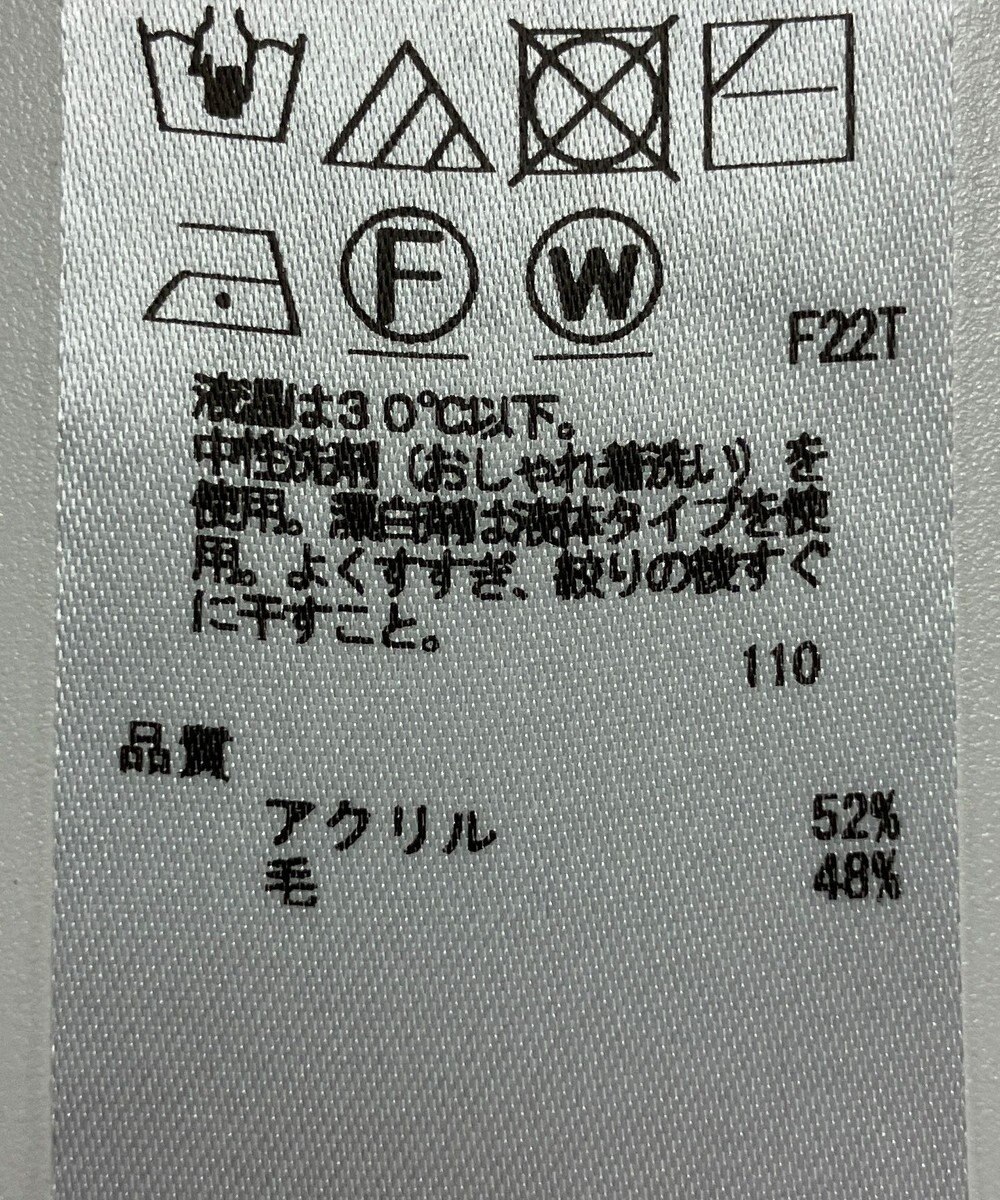 F W
F22T
液温は30℃以下。
中性洗剤（おしゃれ着洗い）を
使用。漂白剤は液体タイプを使
用。よくすすぎ、絞りの後すぐ
に干すこと。
110
品質
アクリル 52%
毛 48%